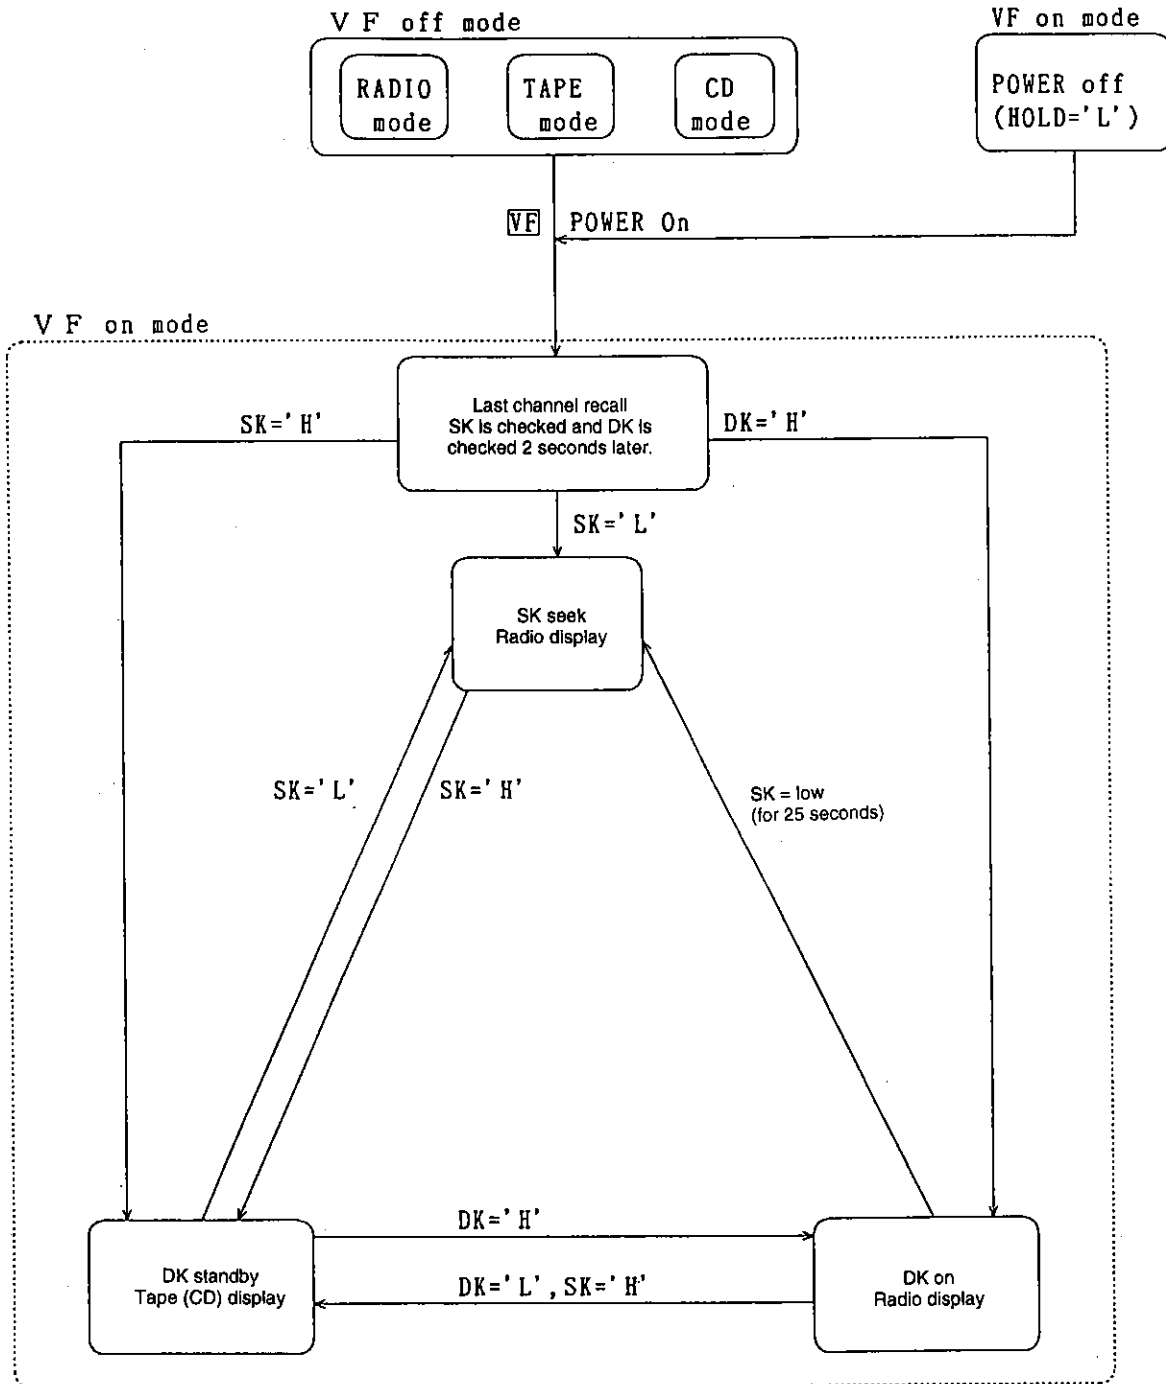 V F off mode
VF on mode
RADIO mode
TAPE mode
CD mode
POWER off
(HOLD='L')
VF POWER On
V F on mode
Last channel recall
SK is checked and DK is
checked 2 seconds later.
SK='H'
DK='H'
SK='L'
SK seek
Radio display
SK='L'
SK='H'
SK = low
(for 25 seconds)
DK='H'
DK standby
Tape (CD) display
DK='L',SK='H'
DK on
Radio display